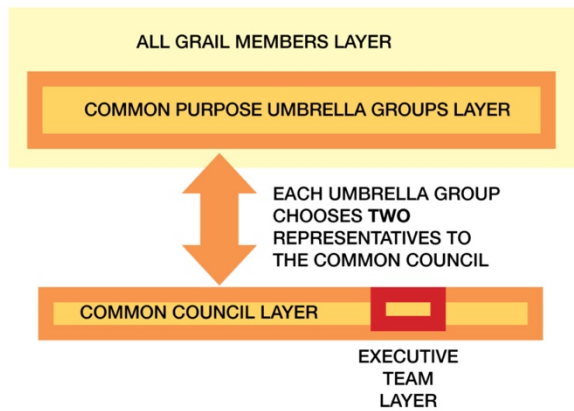 ALL GRAIL MEMBERS LAYER
COMMON PURPOSE UMBRELLA GROUPS LAYER
EACH UMBRELLA GROUP
CHOOSES TWO
REPRESENTATIVES TO
THE COMMON COUNCIL
COMMON COUNCIL LAYER
EXECUTIVE
TEAM
LAYER